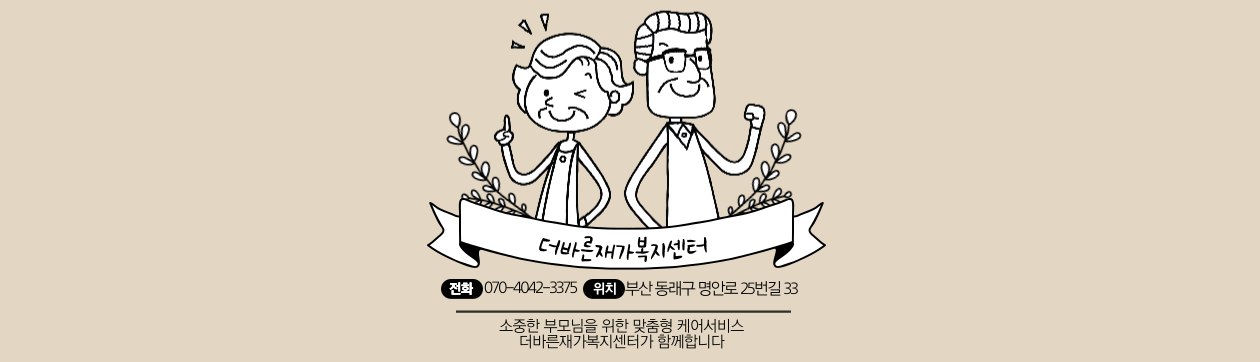 더바른재가복지센터
전화 070-4042-3375 위치 부산 동래구 명안로 25번길 33
소중한 부모님을 위한 맞춤형 케어서비스
더바른재가복지센터가 함께합니다